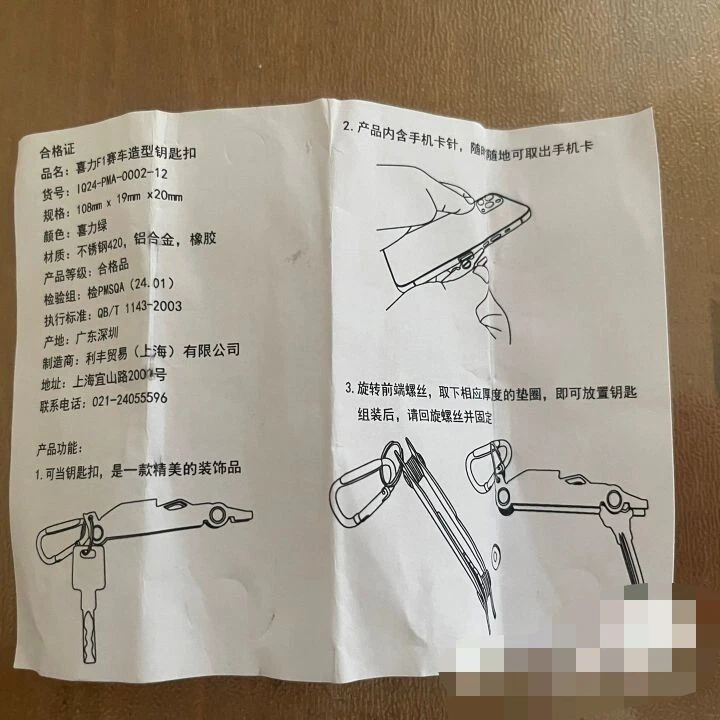 合格证
品名：喜力F1赛车造型钥匙扣
货号：IQ24-PMA-0002-12
规格：108mm x 19mm x20mm
颜色：喜力绿
材质：不锈钢420，铝合金，橡胶
产品等级：合格品
检验组：检PMSQA（24.01）
执行标准：QB/T 1143-2003
产地：广东深圳
制造商：利丰贸易（上海）有限公司
地址：上海宜山路2000号
联系电话：021-24055596
产品功能：
1.可当钥匙扣，是一款精美的装饰品
2.产品内含手机卡针，随时随地可取出手机卡
3.旋转前端螺丝，取下相应厚度的垫圈，即可放置钥匙
组装后，请回旋螺丝并固定